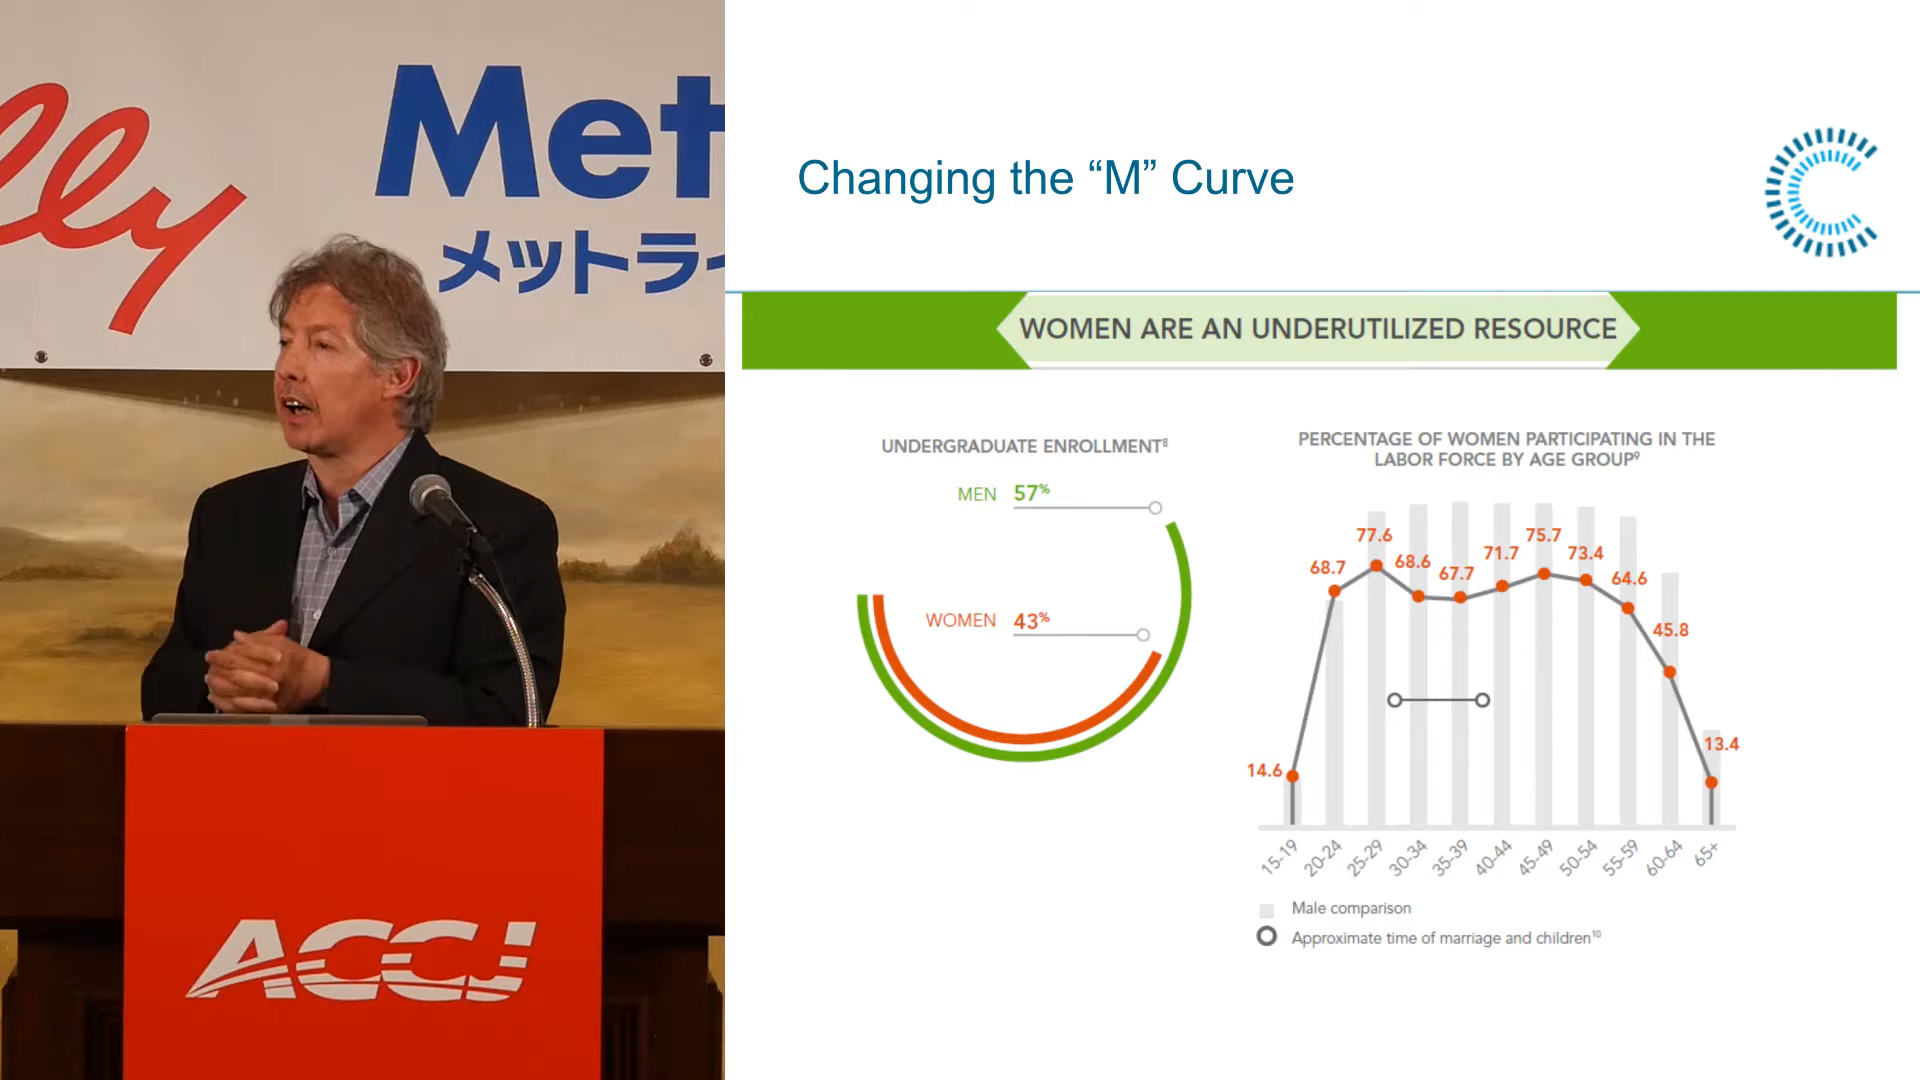 lly
Met
メットライ
ACCJ
Changing the “M” Curve
WOMEN ARE AN UNDERUTILIZED RESOURCE
UNDERGRADUATE ENROLLMENT⁸
MEN 57%
WOMEN 43%
PERCENTAGE OF WOMEN PARTICIPATING IN THE
LABOR FORCE BY AGE GROUP⁹
14.6
68.7
77.6
68.6
67.7
71.7
75.7
73.4
64.6
45.8
13.4
15-19
20-24
25-29
30-34
35-39
40-44
45-49
50-54
55-59
60-64
65+
Male comparison
Approximate time of marriage and children¹⁰